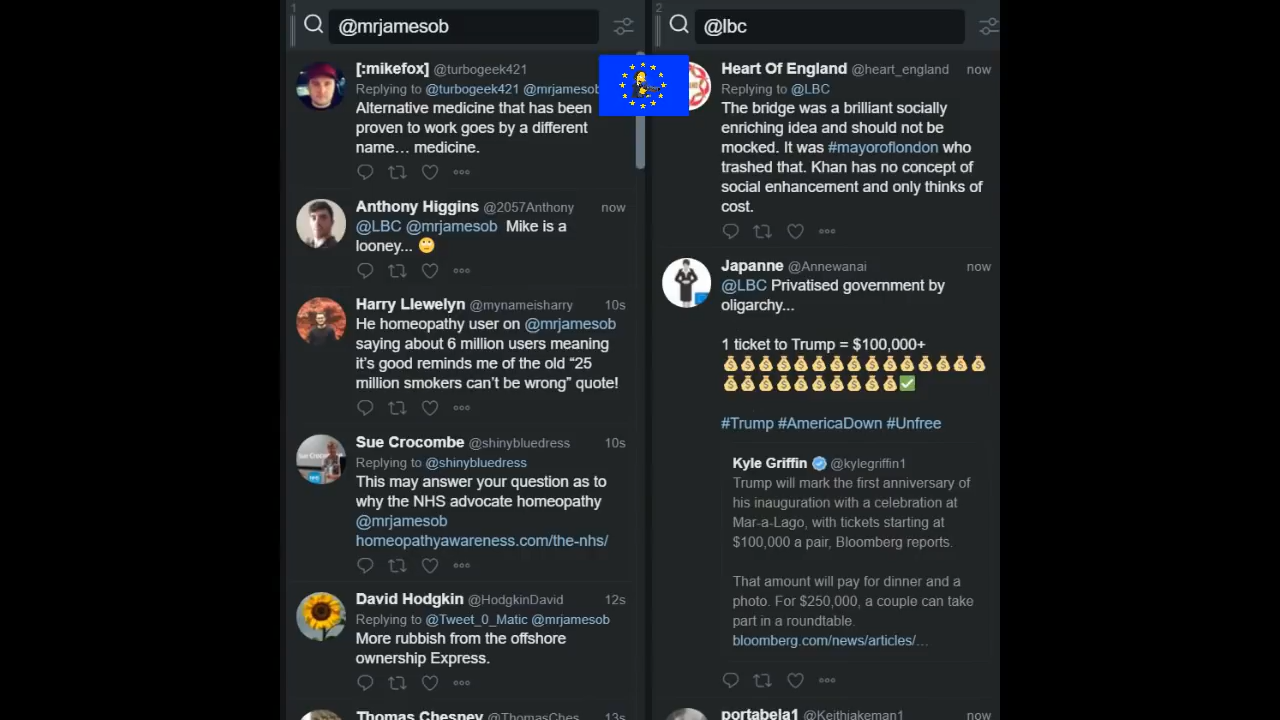 1
@mrjamesob
[:mikefox] @turbogeek421
Replying to @turbogeek421 @mrjamesob
Alternative medicine that has been
proven to work goes by a different
name… medicine.
Anthony Higgins @2057Anthony now
@LBC @mrjamesob Mike is a
looney... 🙄
Harry Llewelyn @mynameisharry 10s
He homeopathy user on @mrjamesob
saying about 6 million users meaning
it's good reminds me of the old “25
million smokers can't be wrong” quote!
Sue Crocombe @shinybluedress 10s
Replying to @shinybluedress
This may answer your question as to
why the NHS advocate homeopathy
@mrjamesob
homeopathyawareness.com/the-nhs/
David Hodgkin @HodgkinDavid 12s
Replying to @Tweet_0_Matic @mrjamesob
More rubbish from the offshore
ownership Express.
Thomas Chesney @ThomasChes 13s
2
@lbc
Heart Of England @heart_england now
Replying to @LBC
The bridge was a brilliant socially
enriching idea and should not be
mocked. It was #mayoroflondon who
trashed that. Khan has no concept of
social enhancement and only thinks of
cost.
Japanne @Annewanai now
@LBC Privatised government by
oligarchy...
1 ticket to Trump = $100,000+
💰💰💰💰💰💰💰💰💰💰💰💰💰💰💰
💰💰💰💰💰💰💰💰💰💰✅
#Trump #AmericaDown #Unfree
Kyle Griffin @kylegriffin1
Trump will mark the first anniversary of
his inauguration with a celebration at
Mar-a-Lago, with tickets starting at
$100,000 a pair, Bloomberg reports.
That amount will pay for dinner and a
photo. For $250,000, a couple can take
part in a roundtable.
bloomberg.com/news/articles/…
portabela1 @Keithjakeman1 now